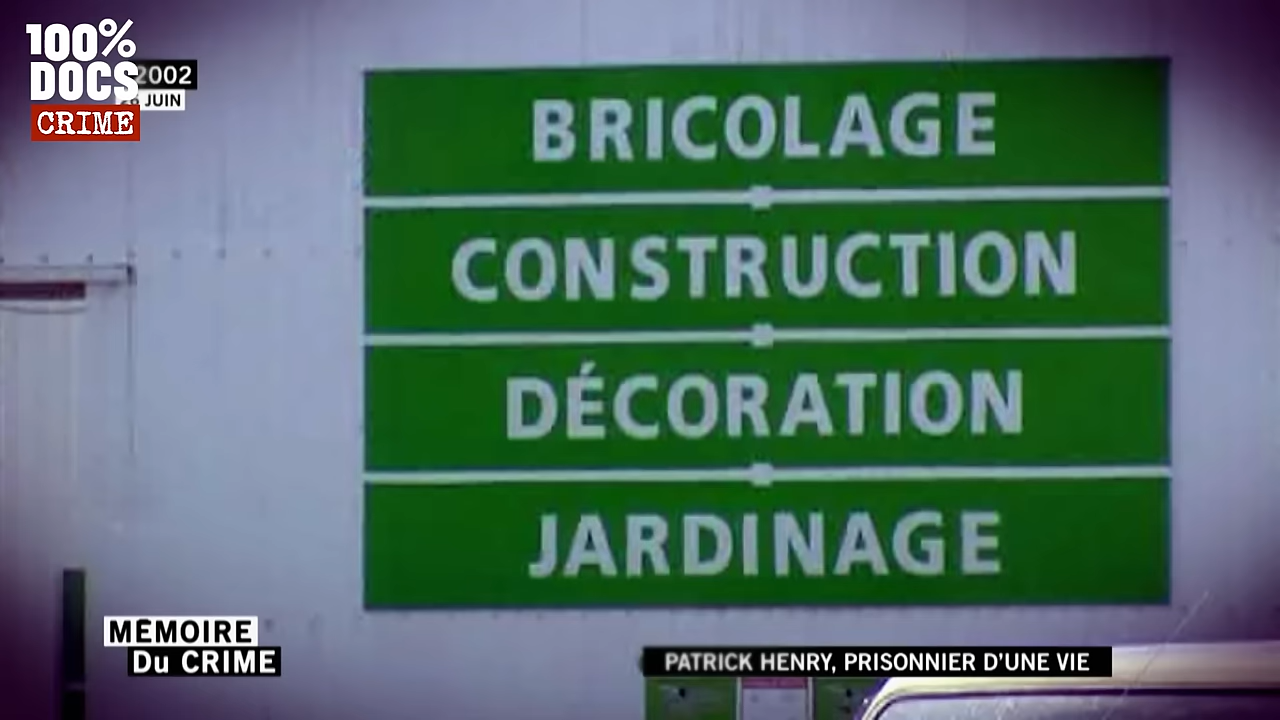 100%
DOCS
CRIME
2002
JUIN
BRICOLAGE
CONSTRUCTION
DÉCORATION
JARDINAGE
MÉMOIRE
Du CRIME
PATRICK HENRY, PRISONNIER D'UNE VIE